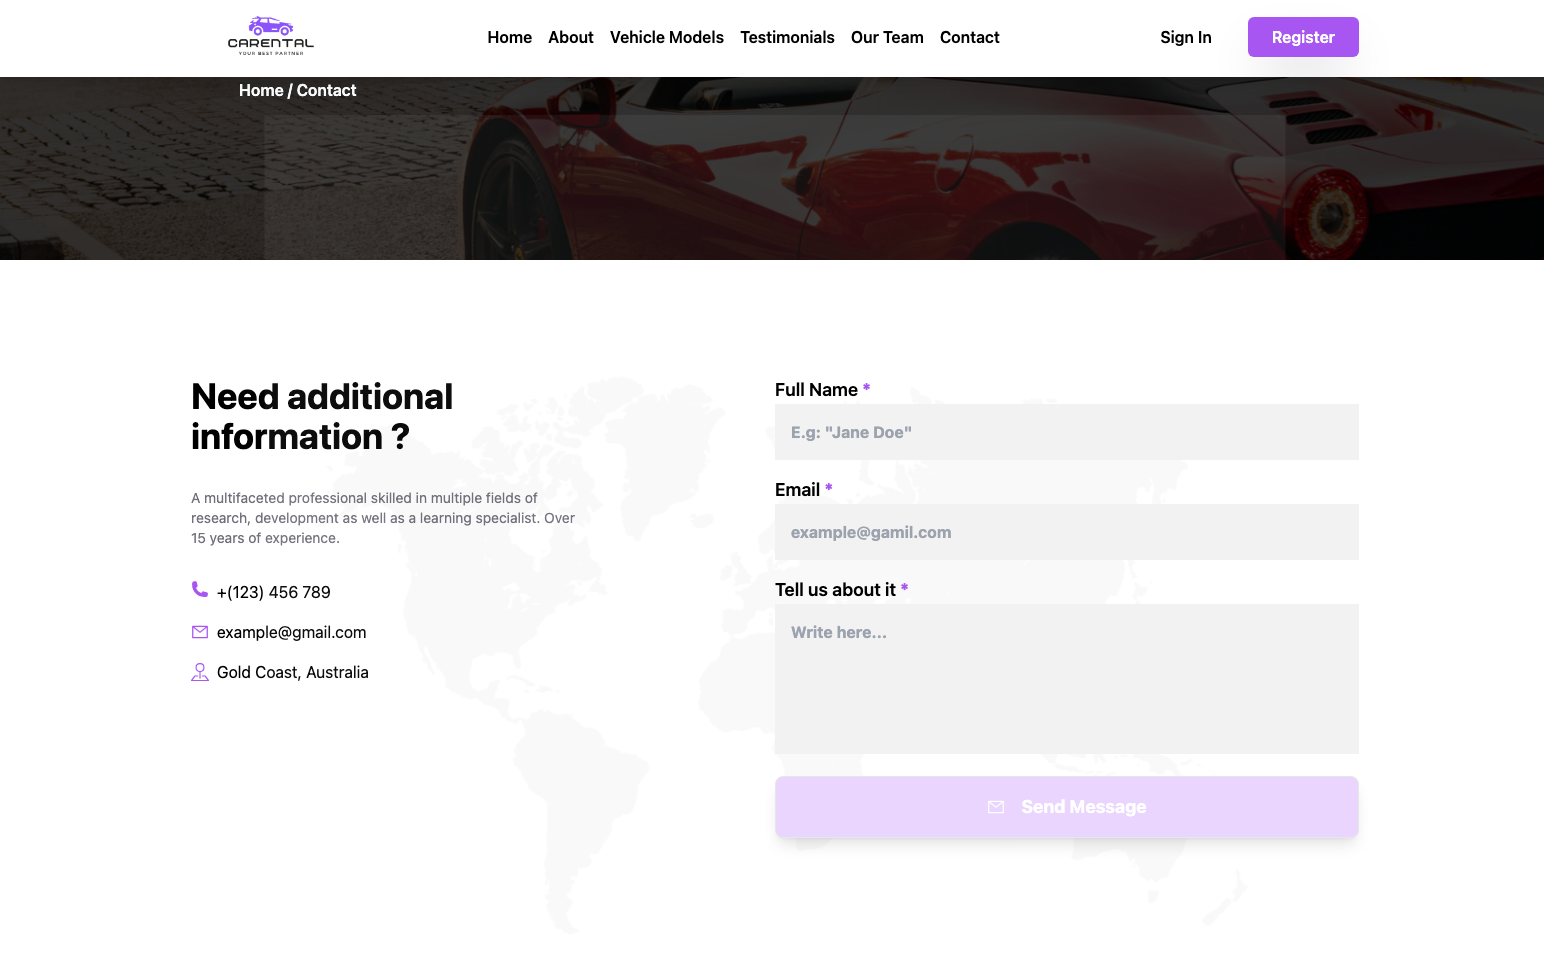 CARENTAL
YOUR BEST PARTNER
Home
About
Vehicle Models
Testimonials
Our Team
Contact
Sign In
Register
Home / Contact
Need additional
information ?
A multifaceted professional skilled in multiple fields of
research, development as well as a learning specialist. Over
15 years of experience.
+(123) 456 789
example@gmail.com
Gold Coast, Australia
Full Name *
E.g: "Jane Doe"
Email *
example@gamil.com
Tell us about it *
Write here...
Send Message